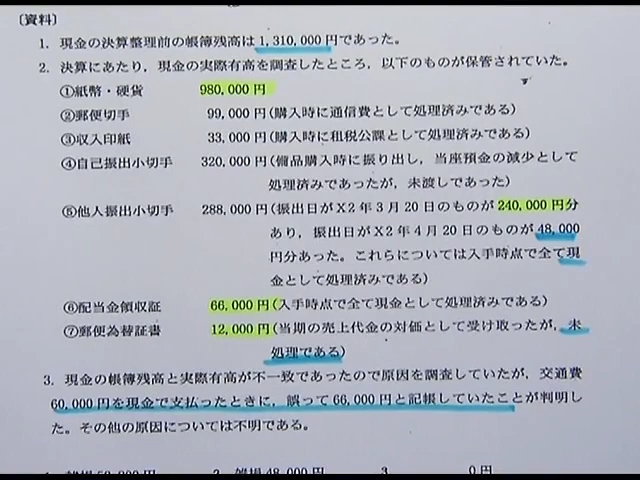 〔資料〕
1. 現金の決算整理前の帳簿残高は1,310,000円であった。
2. 決算にあたり，現金の実際有高を調査したところ，以下のものが保管されていた。
①紙幣・硬貨 980,000円
②郵便切手 99,000円(購入時に通信費として処理済みである)
③収入印紙 33,000円(購入時に租税公課として処理済みである)
④自己振出小切手 320,000円(備品購入時に振り出し，当座預金の減少として
処理済みであったが，未渡しであった)
⑤他人振出小切手 288,000円(振出日がX2年3月20日のものが240,000円分
あり，振出日がX2年4月20日のものが48,000
円分あった。これらについては入手時点で全て現
金として処理済みである)
⑥配当金領収証 66,000円(入手時点で全て現金として処理済みである)
⑦郵便為替証書 12,000円(当期の売上代金の対価として受け取ったが，未
処理である)
3. 現金の帳簿残高と実際有高が不一致であったので原因を調査していたが，交通費
60,000円を現金で支払ったときに，誤って66,000円と記帳していたことが判明し
た。その他の原因については不明である。